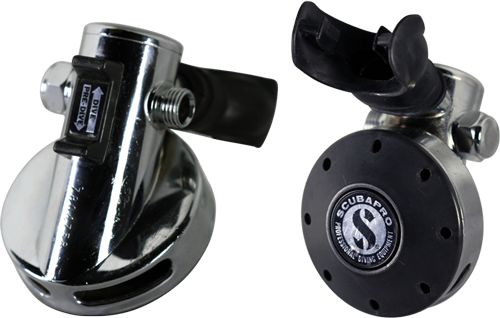 PRE-DIVE
DIVE
SCUBAPRO
S
PROFESSIONAL DIVING EQUIPMENT